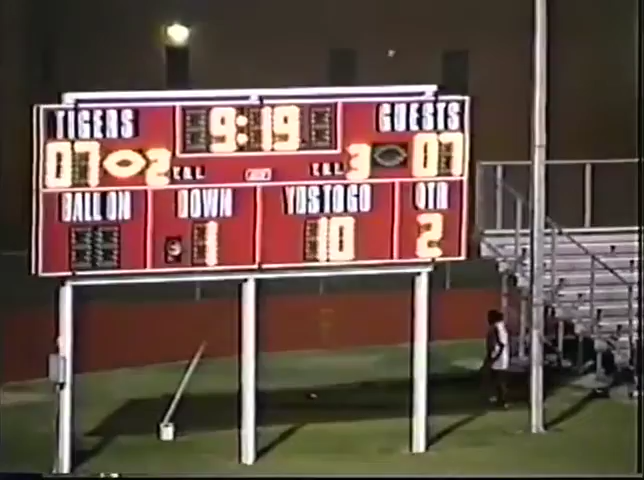 TIGERS 9:19 GUESTS
07 2 T.O.L. T.O.L. 3 07
BALL ON DOWN YDS TO GO QTR
1 10 2